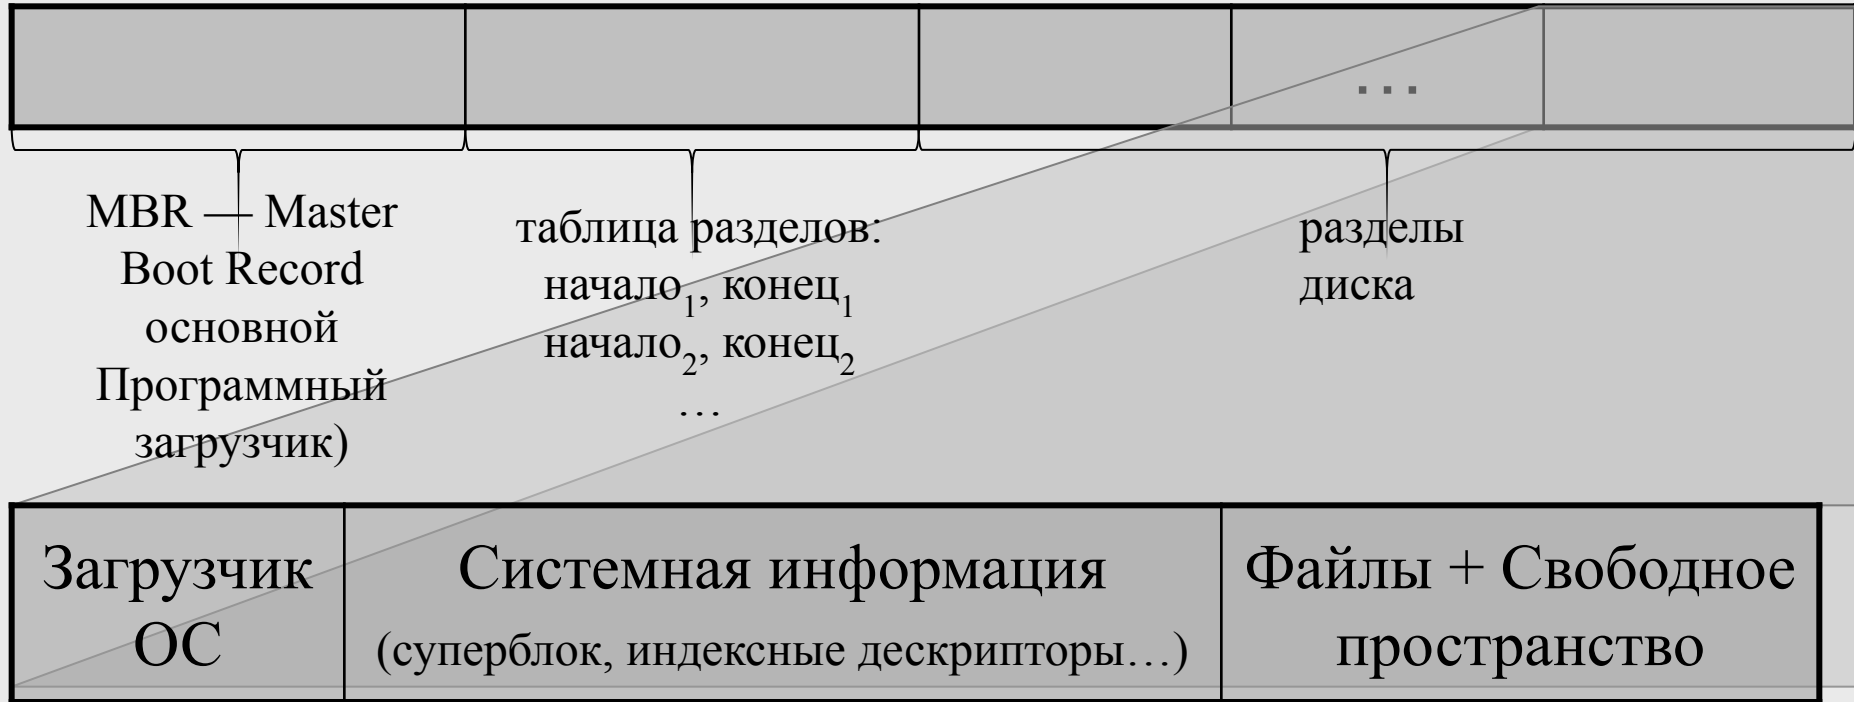 ...
MBR — Master
Boot Record
основной
Программный
загрузчик)
таблица разделов:
начало₁, конец₁
начало₂, конец₂
…
разделы
диска
Загрузчик
ОС
Системная информация
(суперблок, индексные дескрипторы…)
Файлы + Свободное
пространство